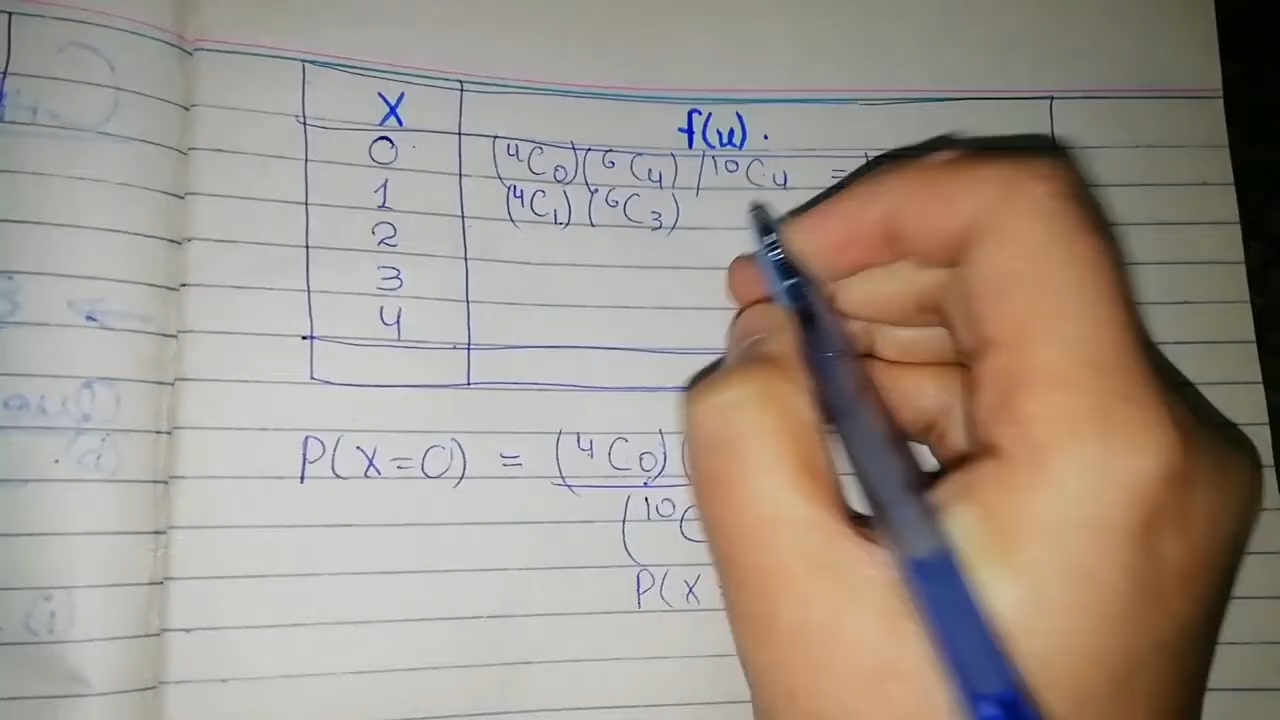 X f(x).
0 (⁴C₀)(⁶C₄)/¹⁰C₄ =
1 (⁴C₁)(⁶C₃)
2
3
4
P(X=0) = (⁴C₀)(
(¹⁰C
P(X